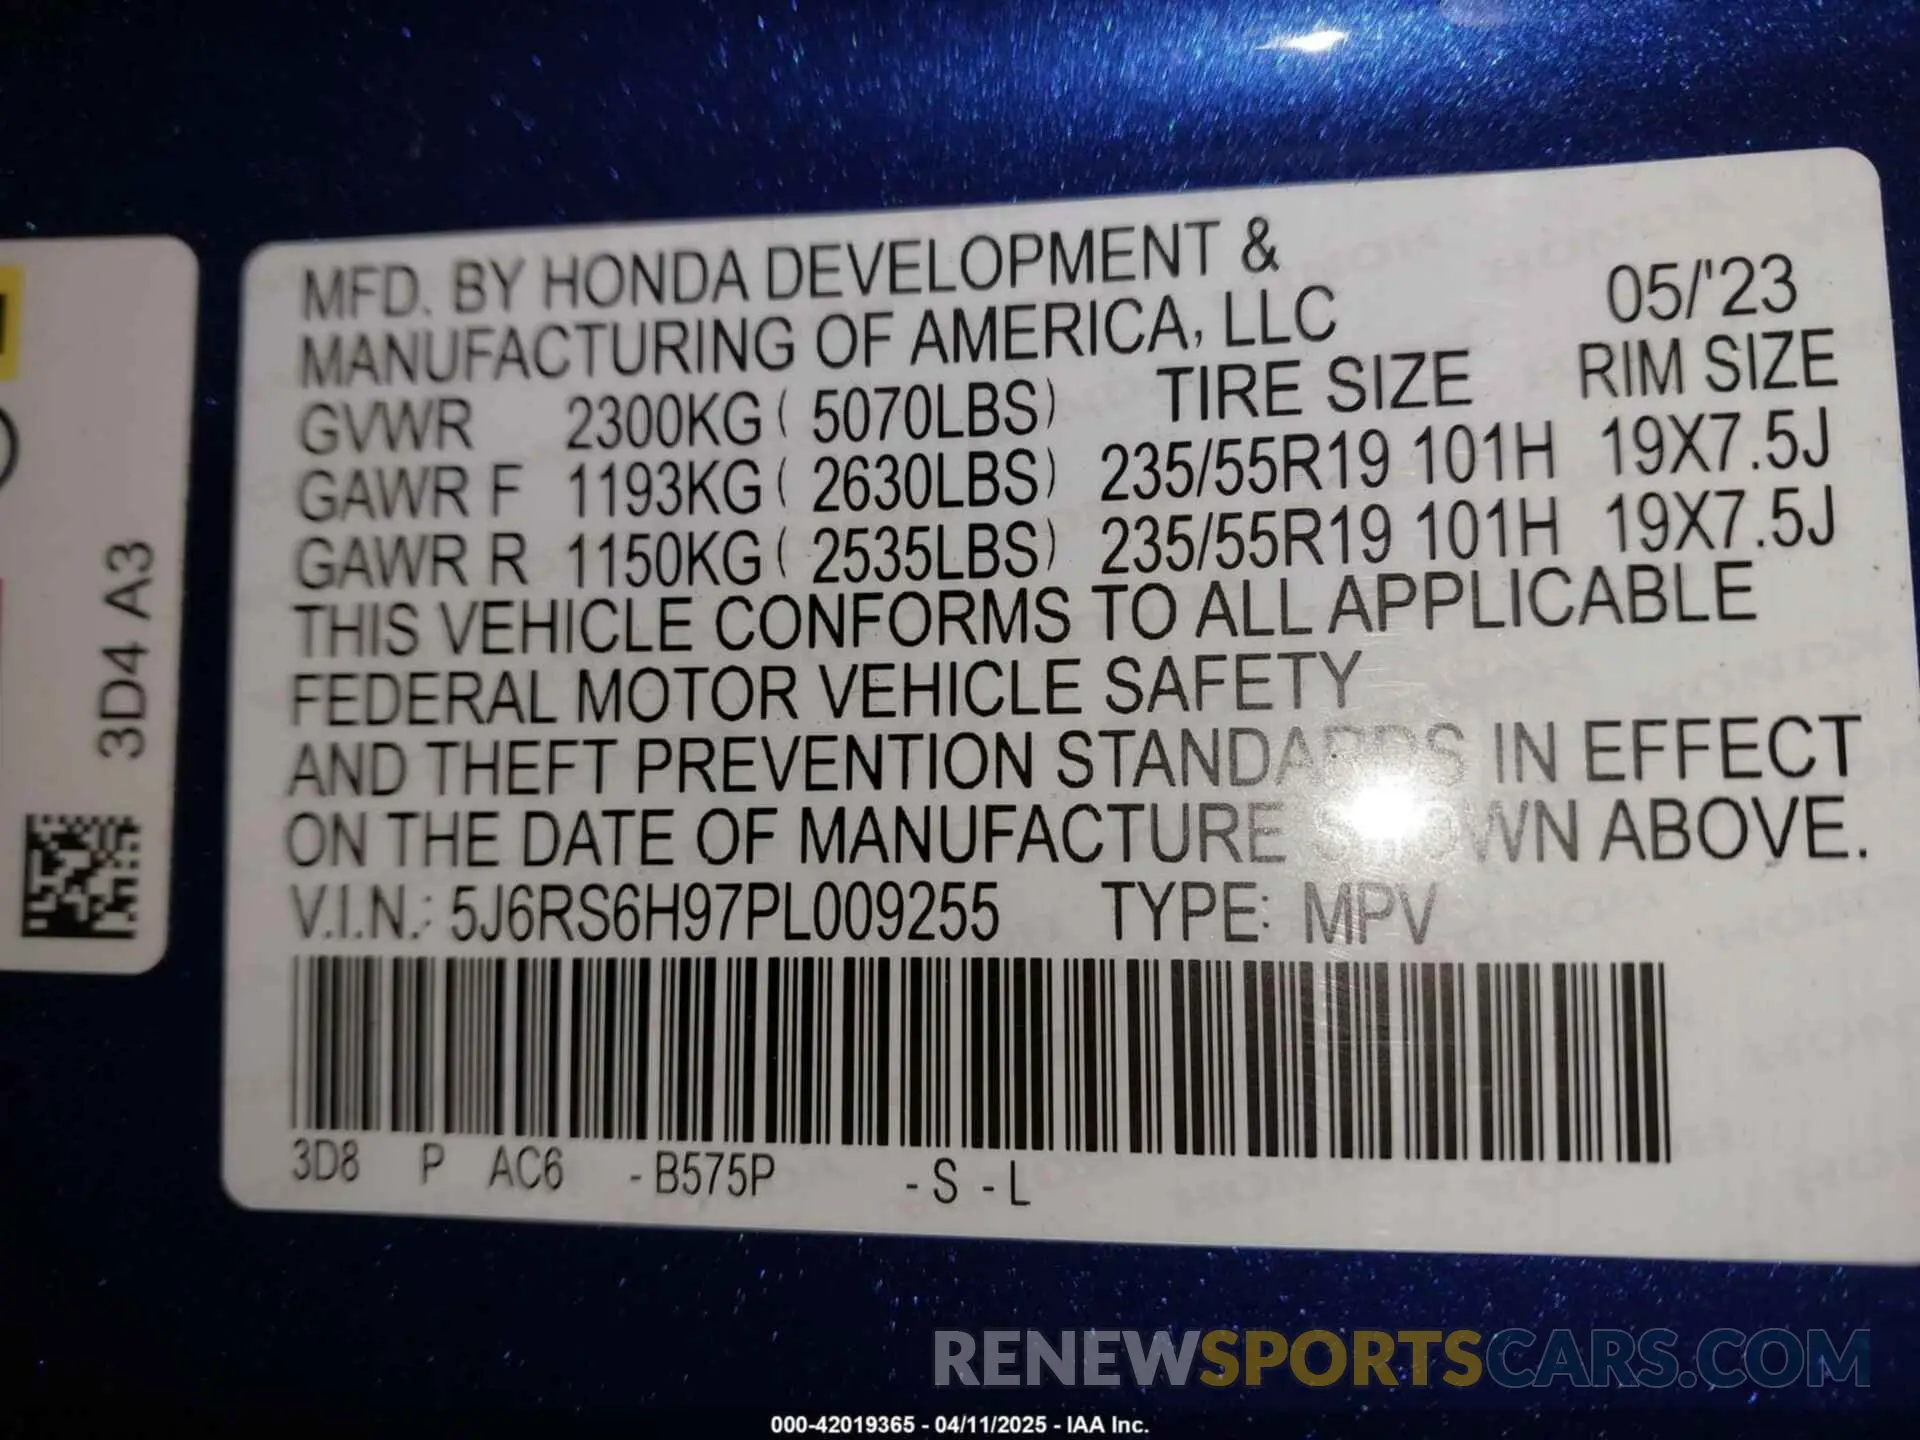 MFD. BY HONDA DEVELOPMENT &
MANUFACTURING OF AMERICA, LLC 05/'23
GVWR 2300KG ( 5070LBS) TIRE SIZE RIM SIZE
GAWR F 1193KG ( 2630LBS) 235/55R19 101H 19X7.5J
GAWR R 1150KG ( 2535LBS) 235/55R19 101H 19X7.5J
THIS VEHICLE CONFORMS TO ALL APPLICABLE
FEDERAL MOTOR VEHICLE SAFETY
AND THEFT PREVENTION STANDARDS IN EFFECT
ON THE DATE OF MANUFACTURE SHOWN ABOVE.
V.I.N.: 5J6RS6H97PL009255 TYPE: MPV
3D8 P AC6 - B575P - S - L
3D4 A3
RENEWSPORTSCARS.COM
000-42019365 - 04/11/2025 - IAA Inc.